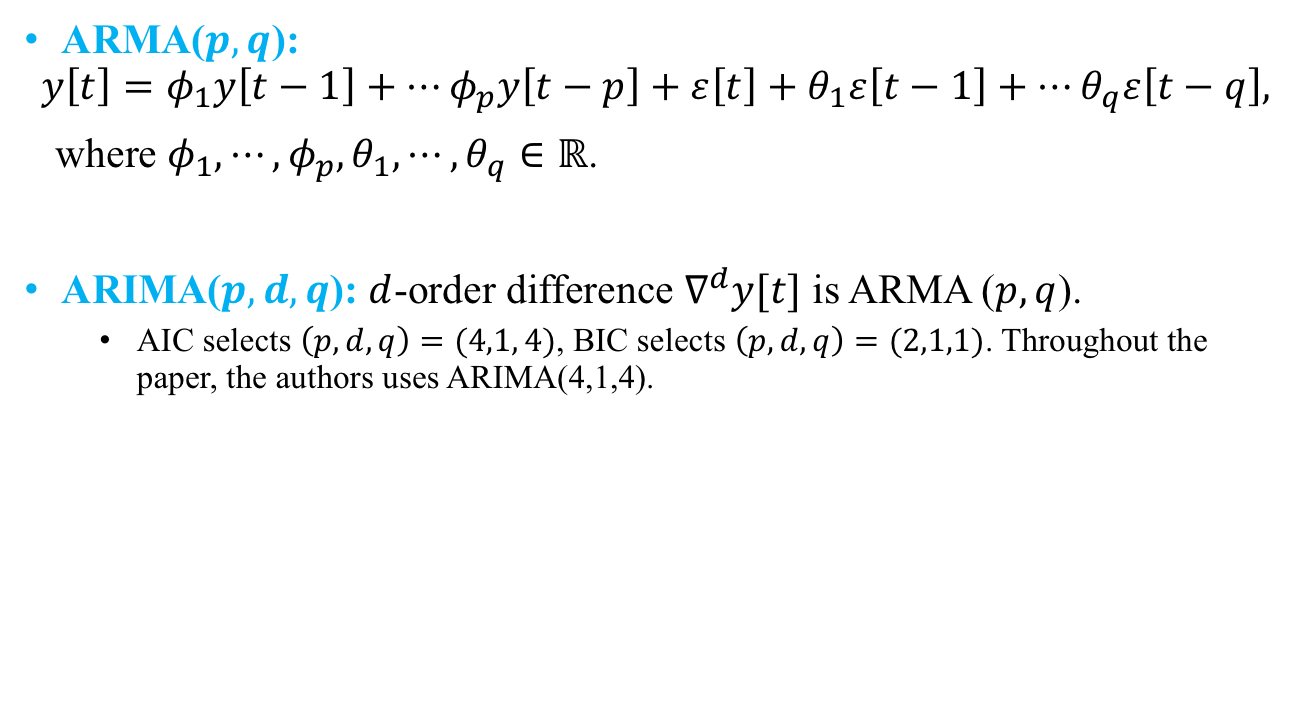 • ARMA(𝑝, 𝑞):
𝑦[𝑡] = 𝜙₁𝑦[𝑡 − 1] + ⋯ 𝜙ₚ𝑦[𝑡 − 𝑝] + 𝜀[𝑡] + 𝜃₁𝜀[𝑡 − 1] + ⋯ 𝜃_𝑞𝜀[𝑡 − 𝑞],
where 𝜙₁, ⋯ , 𝜙ₚ, 𝜃₁, ⋯ , 𝜃_𝑞 ∈ ℝ.
• ARIMA(𝑝, 𝑑, 𝑞): 𝑑-order difference ∇ᵈ𝑦[𝑡] is ARMA (𝑝, 𝑞).
• AIC selects (𝑝, 𝑑, 𝑞) = (4,1, 4), BIC selects (𝑝, 𝑑, 𝑞) = (2,1,1). Throughout the
paper, the authors uses ARIMA(4,1,4).